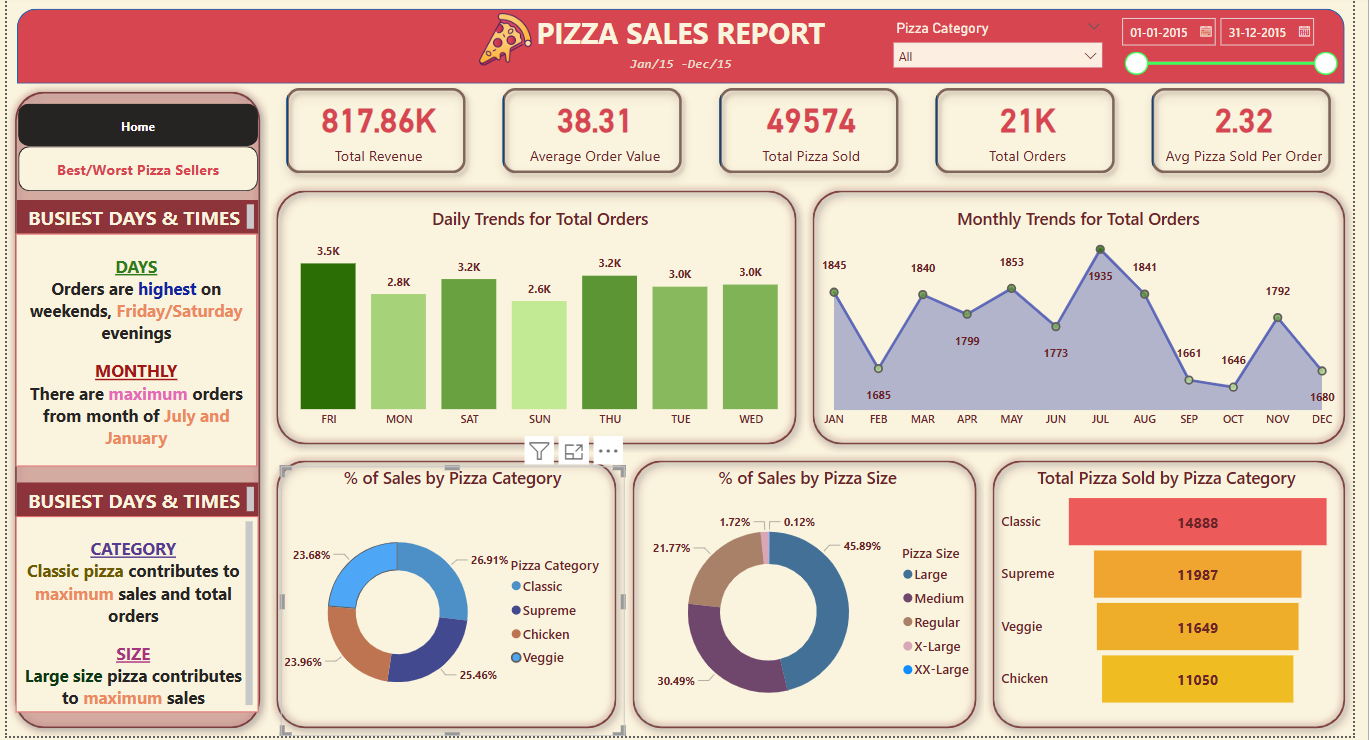 PIZZA SALES REPORT
Jan/15 -Dec/15
Pizza Category
All
01-01-2015
31-12-2015
Home
Best/Worst Pizza Sellers
BUSIEST DAYS & TIMES
DAYS
Orders are highest on
weekends, Friday/Saturday
evenings
MONTHLY
There are maximum orders
from month of July and
January
BUSIEST DAYS & TIMES
CATEGORY
Classic pizza contributes to
maximum sales and total
orders
SIZE
Large size pizza contributes
to maximum sales
817.86K
Total Revenue
38.31
Average Order Value
49574
Total Pizza Sold
21K
Total Orders
2.32
Avg Pizza Sold Per Order
Daily Trends for Total Orders
3.5K
2.8K
3.2K
2.6K
3.2K
3.0K
3.0K
FRI
MON
SAT
SUN
THU
TUE
WED
Monthly Trends for Total Orders
1845
1685
1840
1799
1853
1773
1935
1841
1661
1646
1792
1680
JAN
FEB
MAR
APR
MAY
JUN
JUL
AUG
SEP
OCT
NOV
DEC
% of Sales by Pizza Category
26.91%
25.46%
23.96%
23.68%
Pizza Category
Classic
Supreme
Chicken
Veggie
% of Sales by Pizza Size
1.72%
0.12%
45.89%
21.77%
30.49%
Pizza Size
Large
Medium
Regular
X-Large
XX-Large
Total Pizza Sold by Pizza Category
Classic
14888
Supreme
11987
Veggie
11649
Chicken
11050